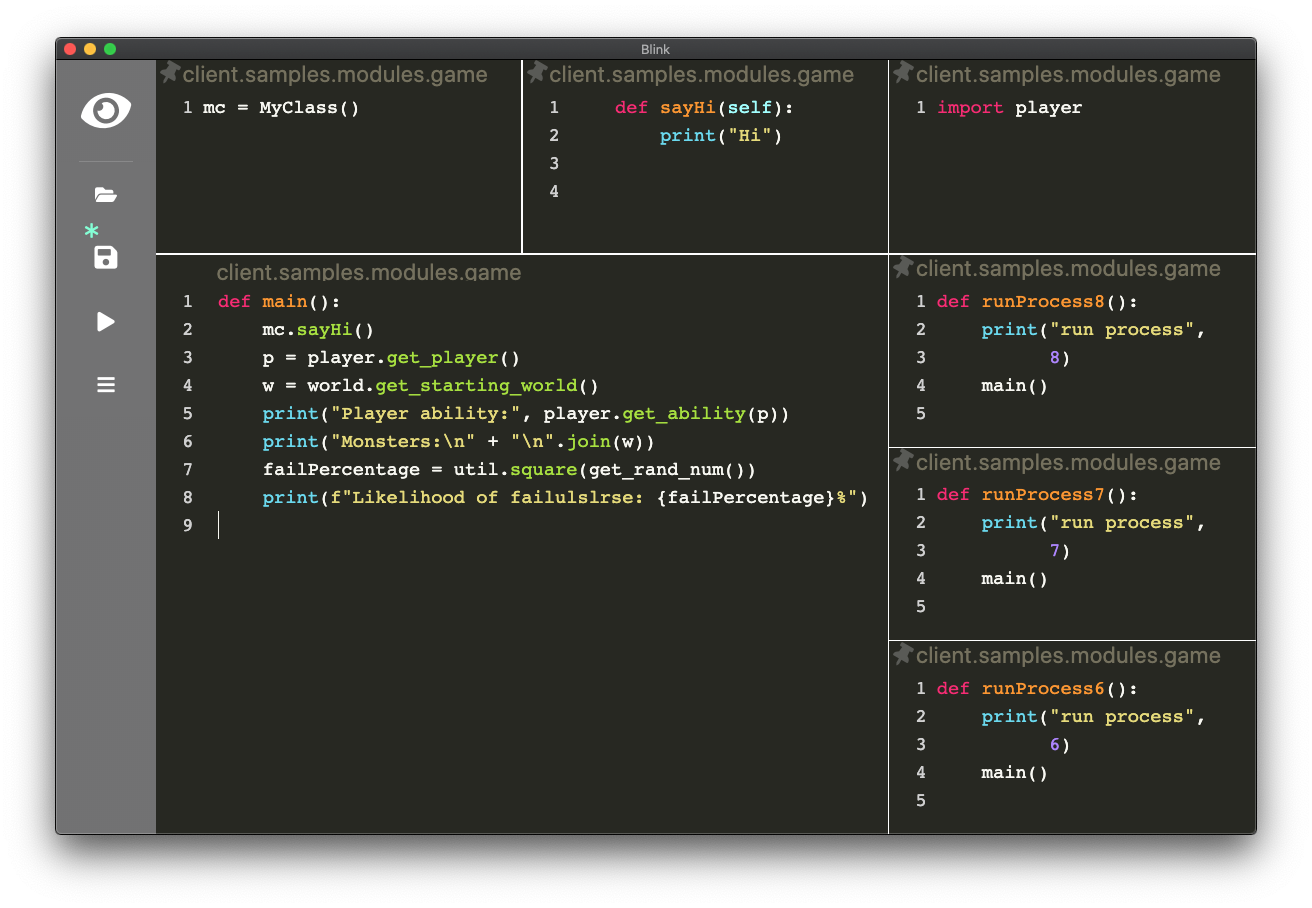 Blink
client.samples.modules.game
1 mc = MyClass()
client.samples.modules.game
1     def sayHi(self):
2         print("Hi")
3
4
client.samples.modules.game
1 import player
client.samples.modules.game
1 def main():
2     mc.sayHi()
3     p = player.get_player()
4     w = world.get_starting_world()
5     print("Player ability:", player.get_ability(p))
6     print("Monsters:\n" + "\n".join(w))
7     failPercentage = util.square(get_rand_num())
8     print(f"Likelihood of failulslrse: {failPercentage}%")
9
client.samples.modules.game
1 def runProcess8():
2     print("run process",
3           8)
4     main()
5
client.samples.modules.game
1 def runProcess7():
2     print("run process",
3           7)
4     main()
5
client.samples.modules.game
1 def runProcess6():
2     print("run process",
3           6)
4     main()
5